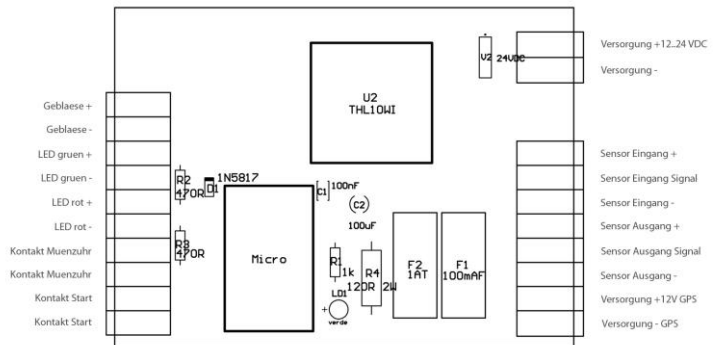 Versorgung +12..24 VDC
Versorgung -
V2 24VDC
U2
THL10WI
Geblaese +
Geblaese -
LED gruen +
LED gruen -
LED rot +
LED rot -
Kontakt Muenzuhr
Kontakt Muenzuhr
Kontakt Start
Kontakt Start
R2
470R
D1
1N5817
R3
470R
Micro
C1
100nF
C2
100uF
R1
1k
R4
120R 2W
LD1
+
verde
F2
1AT
F1
100mAF
Sensor Eingang +
Sensor Eingang Signal
Sensor Eingang -
Sensor Ausgang +
Sensor Ausgang Signal
Sensor Ausgang -
Versorgung +12V GPS
Versorgung - GPS